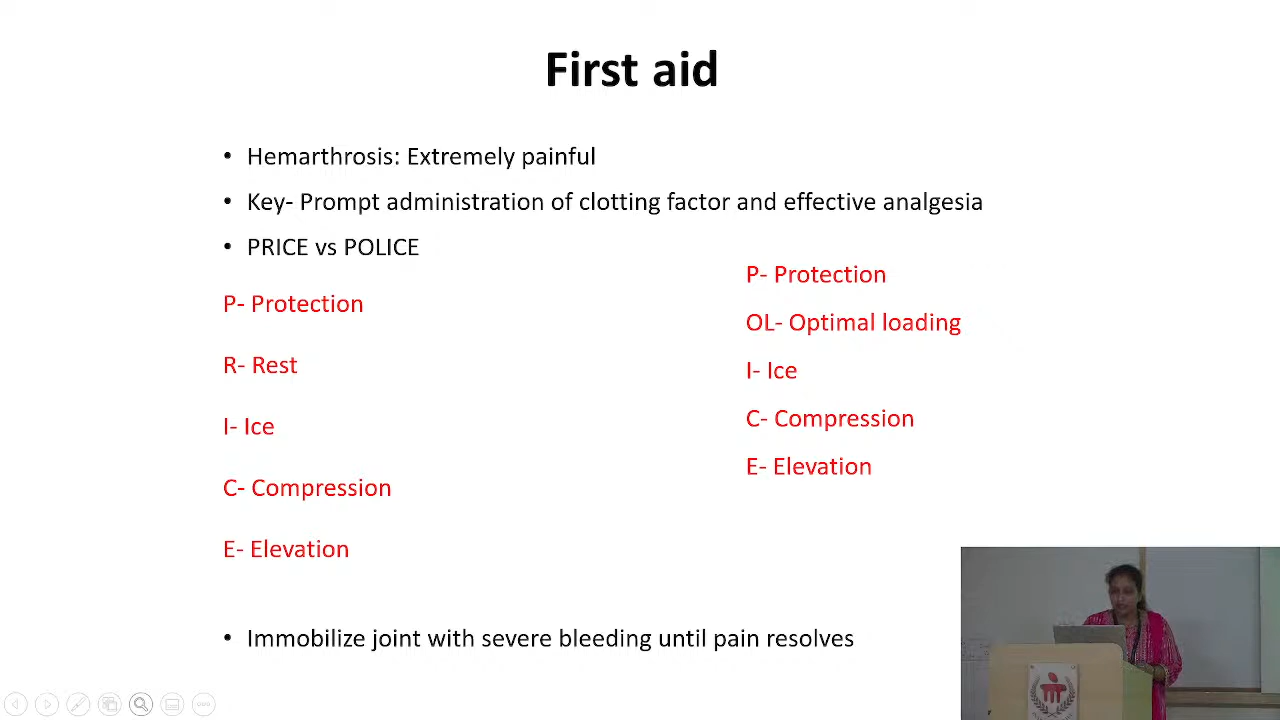 First aid
• Hemarthrosis: Extremely painful
• Key- Prompt administration of clotting factor and effective analgesia
• PRICE vs POLICE
P- Protection
R- Rest
I- Ice
C- Compression
E- Elevation
P- Protection
OL- Optimal loading
I- Ice
C- Compression
E- Elevation
• Immobilize joint with severe bleeding until pain resolves